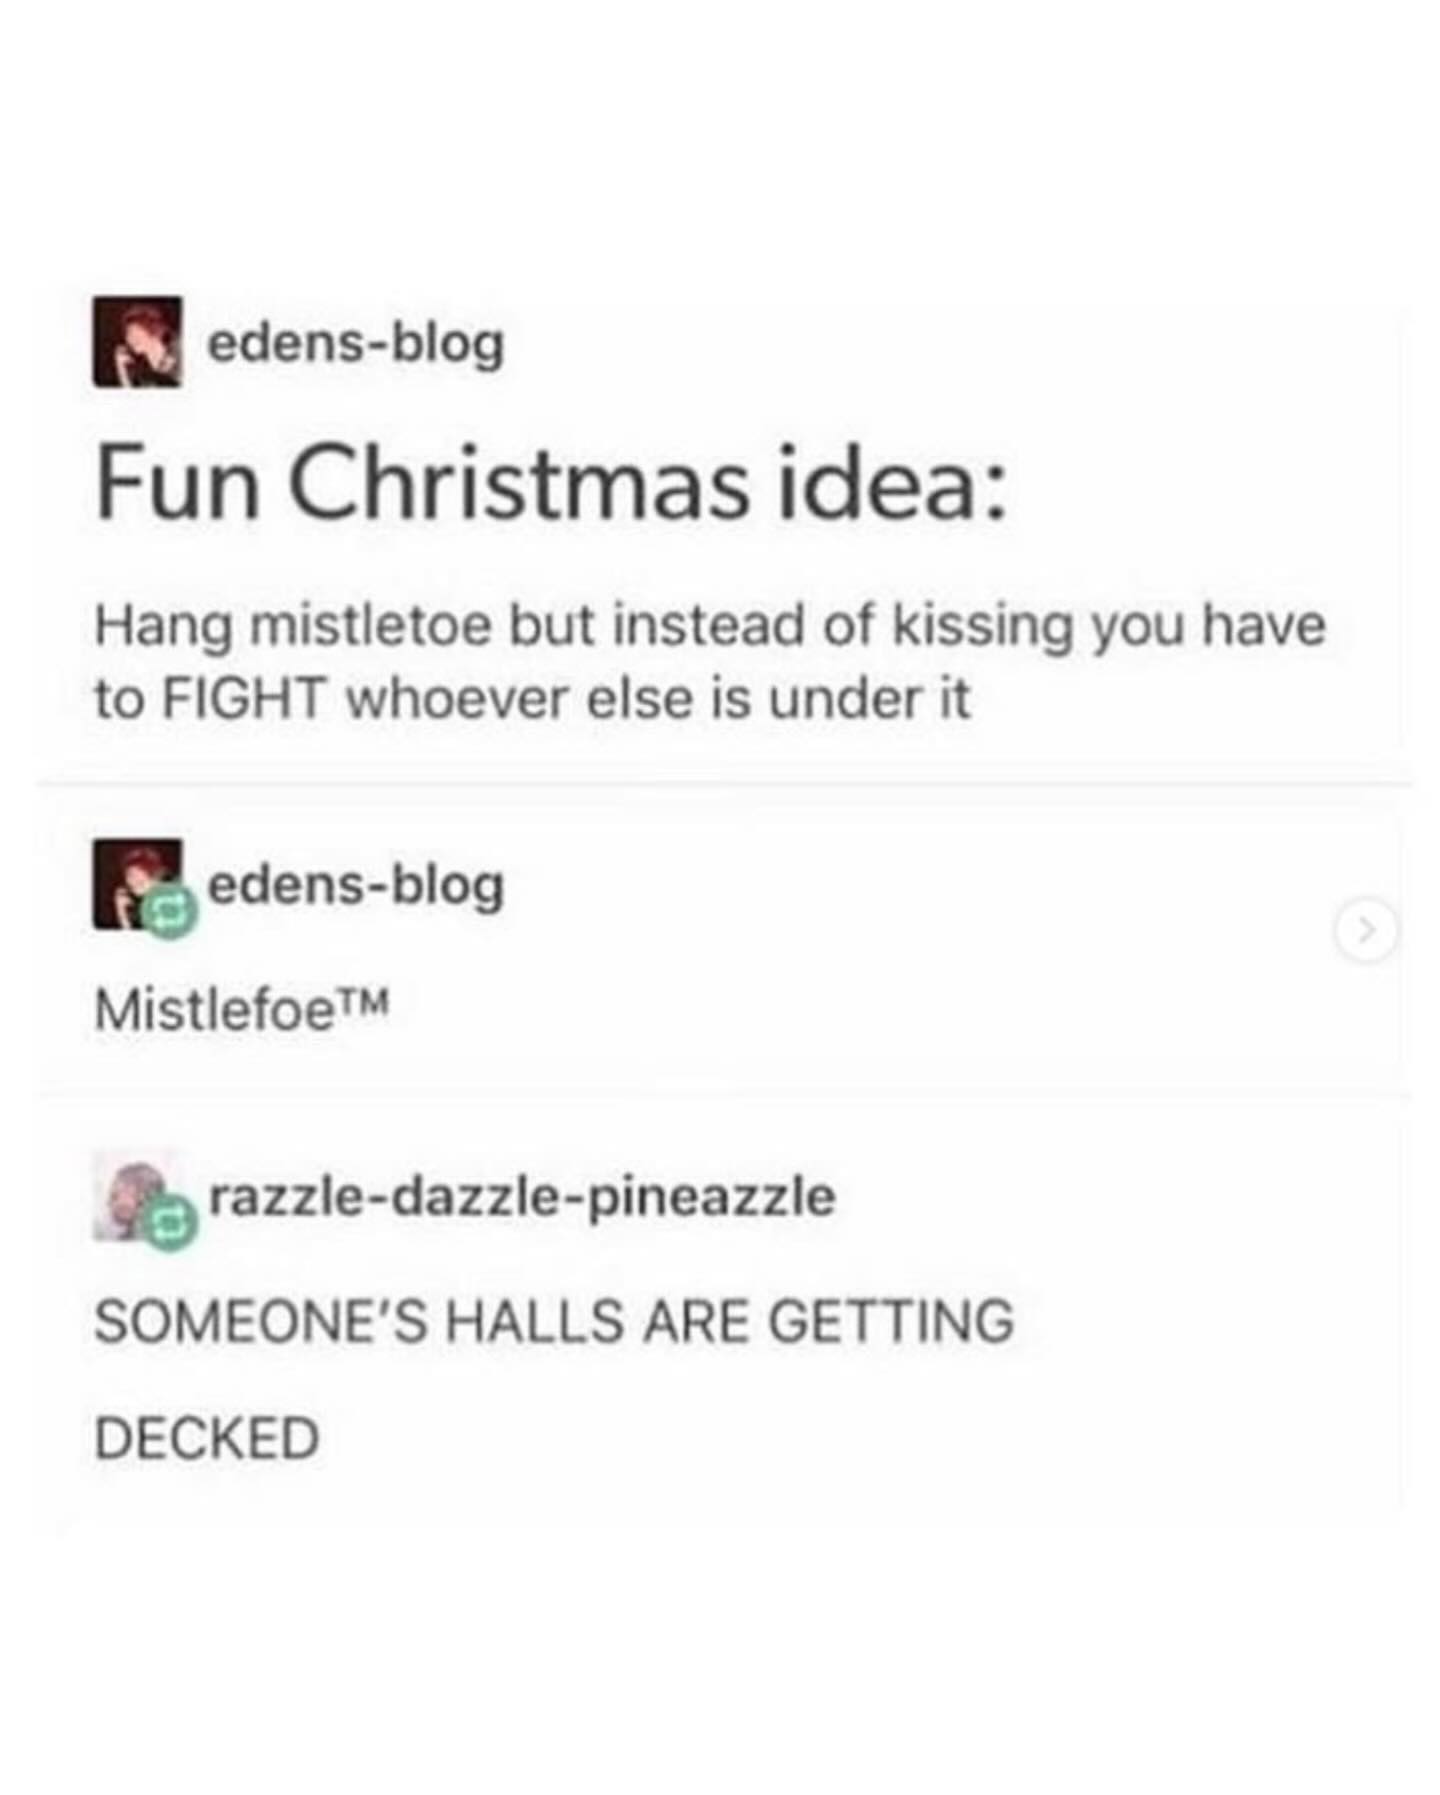 edens-blog
Fun Christmas idea:
Hang mistletoe but instead of kissing you have
to FIGHT whoever else is under it
edens-blog
Mistlefoe™
razzle-dazzle-pineazzle
SOMEONE'S HALLS ARE GETTING
DECKED